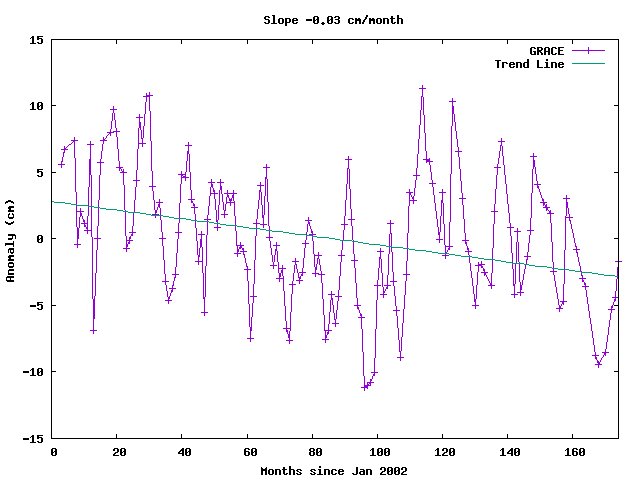 Slope -0.03 cm/month
15
10
5
0
-5
-10
-15
Anomaly (cm)
GRACE
Trend Line
0 20 40 60 80 100 120 140 160
Months since Jan 2002